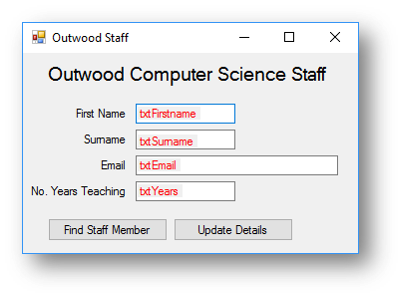 Outwood Staff
Outwood Computer Science Staff
First Name txtFirstname
Surname txtSurname
Email txtEmail
No. Years Teaching txtYears
Find Staff Member Update Details